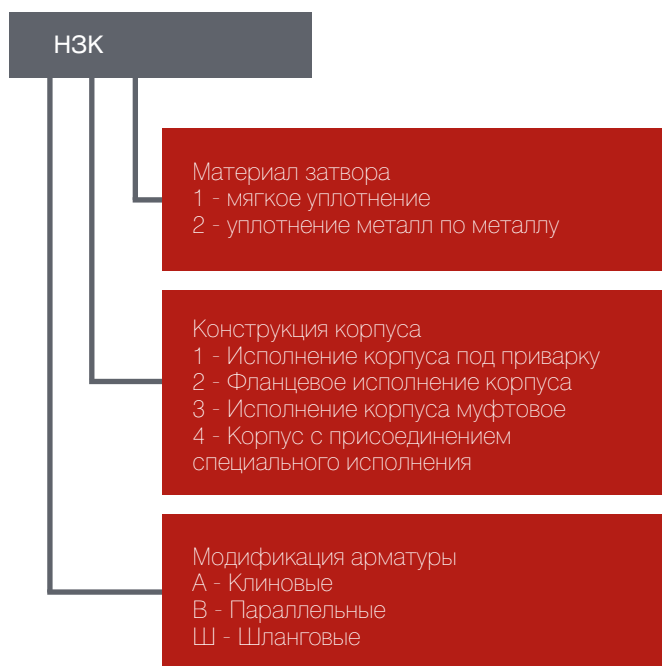 НЗК
Материал затвора
1 - мягкое уплотнение
2 - уплотнение металл по металлу
Конструкция корпуса
1 - Исполнение корпуса под приварку
2 - Фланцевое исполнение корпуса
3 - Исполнение корпуса муфтовое
4 - Корпус с присоединением
специального исполнения
Модификация арматуры
А - Клиновые
В - Параллельные
Ш - Шланговые